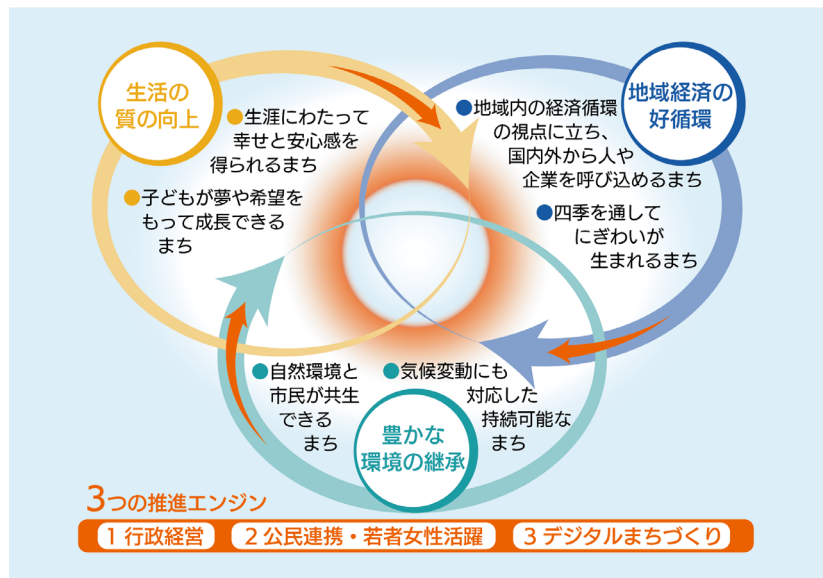 生活の
質の向上
●生涯にわたって
幸せと安心感を
得られるまち
●子どもが夢や希望を
もって成長できる
まち
地域経済の
好循環
●地域内の経済循環
の視点に立ち、
国内外から人や
企業を呼び込めるまち
●四季を通して
にぎわいが
生まれるまち
●自然環境と
市民が共生
できる
まち
●気候変動にも
対応した
持続可能な
まち
豊かな
環境の継承
3つの推進エンジン
1 行政経営
2 公民連携・若者女性活躍
3 デジタルまちづくり